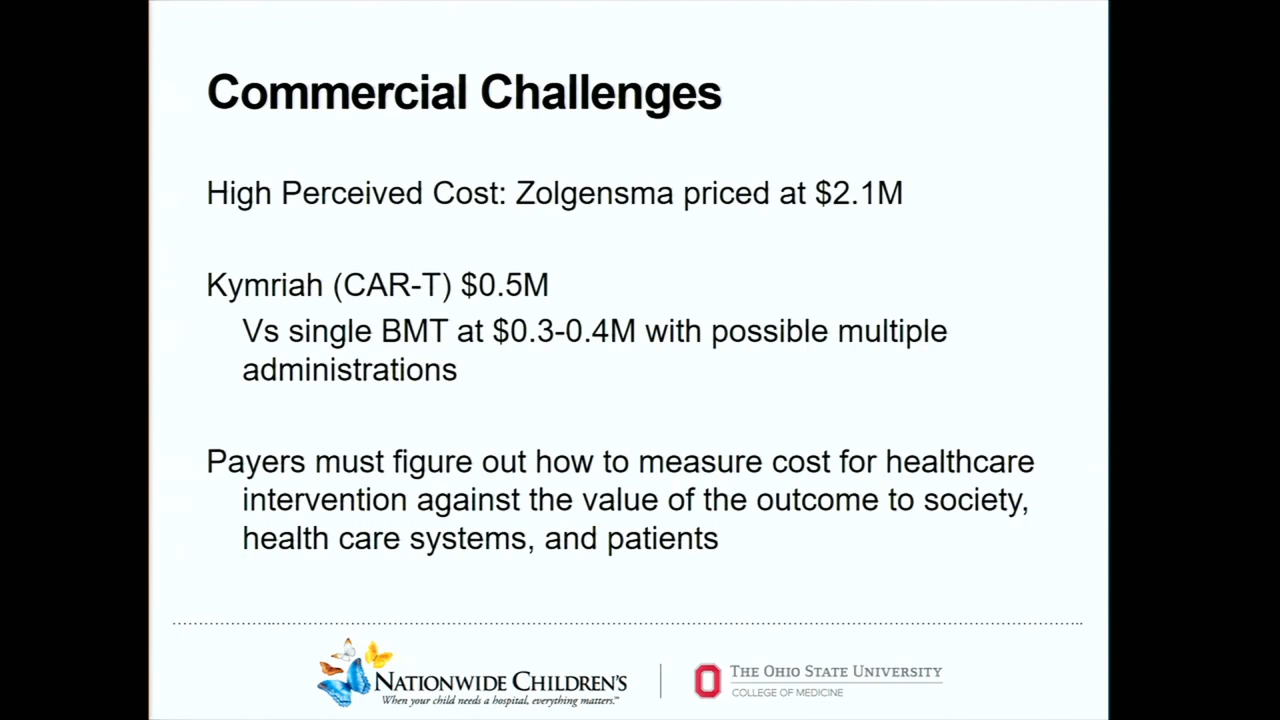 Commercial Challenges
High Perceived Cost: Zolgensma priced at $2.1M
Kymriah (CAR-T) $0.5M
Vs single BMT at $0.3-0.4M with possible multiple
administrations
Payers must figure out how to measure cost for healthcare
intervention against the value of the outcome to society,
health care systems, and patients
NATIONWIDE CHILDREN'S
When your child needs a hospital, everything matters.™
THE OHIO STATE UNIVERSITY
COLLEGE OF MEDICINE